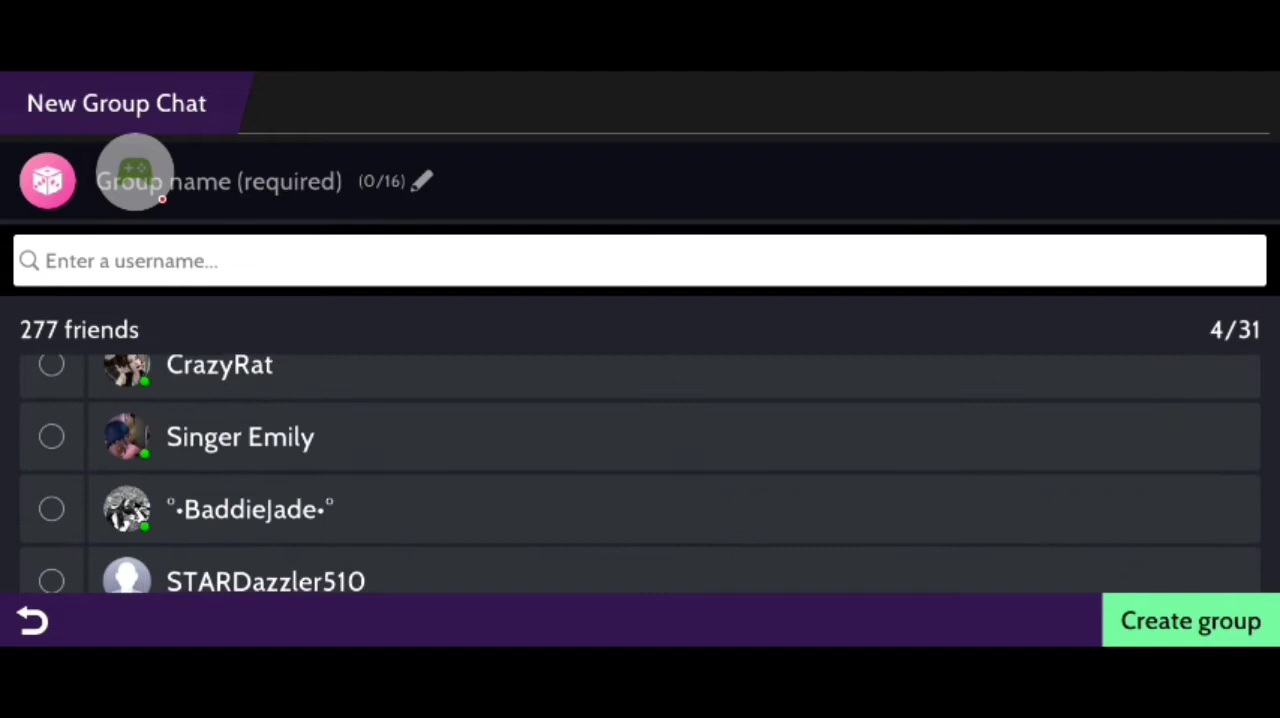 New Group Chat
Group name (required) (0/16)
Enter a username...
277 friends 4/31
CrazyRat
Singer Emily
°•BaddieJade•°
STARDazzler510
Create group